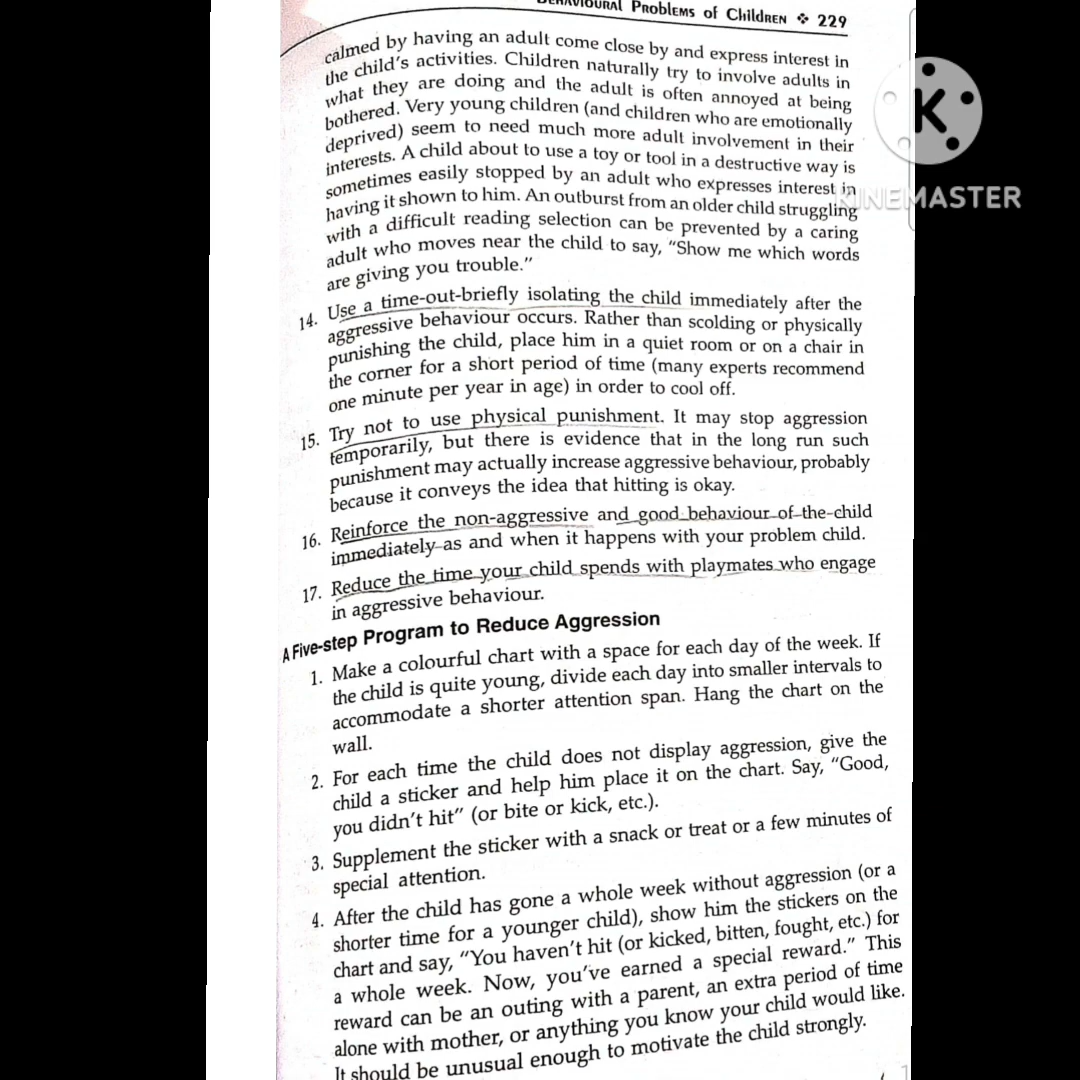 Problems of Children ❖ 229
calmed by having an adult come close by and express interest in
the child's activities. Children naturally try to involve adults in
what they are doing and the adult is often annoyed at being
bothered. Very young children (and children who are emotionally
deprived) seem to need much more adult involvement in their
interests. A child about to use a toy or tool in a destructive way is
sometimes easily stopped by an adult who expresses interest in
having it shown to him. An outburst from an older child struggling
with a difficult reading selection can be prevented by a caring
adult who moves near the child to say, "Show me which words
are giving you trouble."
14. Use a time-out-briefly isolating the child immediately after the
aggressive behaviour occurs. Rather than scolding or physically
punishing the child, place him in a quiet room or on a chair in
the corner for a short period of time (many experts recommend
one minute per year in age) in order to cool off.
15. Try not to use physical punishment. It may stop aggression
temporarily, but there is evidence that in the long run such
punishment may actually increase aggressive behaviour, probably
because it conveys the idea that hitting is okay.
16. Reinforce the non-aggressive and good behaviour of the child
immediately as and when it happens with your problem child.
17. Reduce the time your child spends with playmates who engage
in aggressive behaviour.
A Five-step Program to Reduce Aggression
1. Make a colourful chart with a space for each day of the week. If
the child is quite young, divide each day into smaller intervals to
accommodate a shorter attention span. Hang the chart on the
wall.
2. For each time the child does not display aggression, give the
child a sticker and help him place it on the chart. Say, "Good,
you didn't hit" (or bite or kick, etc.).
3. Supplement the sticker with a snack or treat or a few minutes of
special attention.
4. After the child has gone a whole week without aggression (or a
shorter time for a younger child), show him the stickers on the
chart and say, "You haven't hit (or kicked, bitten, fought, etc.) for
a whole week. Now, you've earned a special reward." This
reward can be an outing with a parent, an extra period of time
alone with mother, or anything you know your child would like.
It should be unusual enough to motivate the child strongly.
K
KINEMASTER